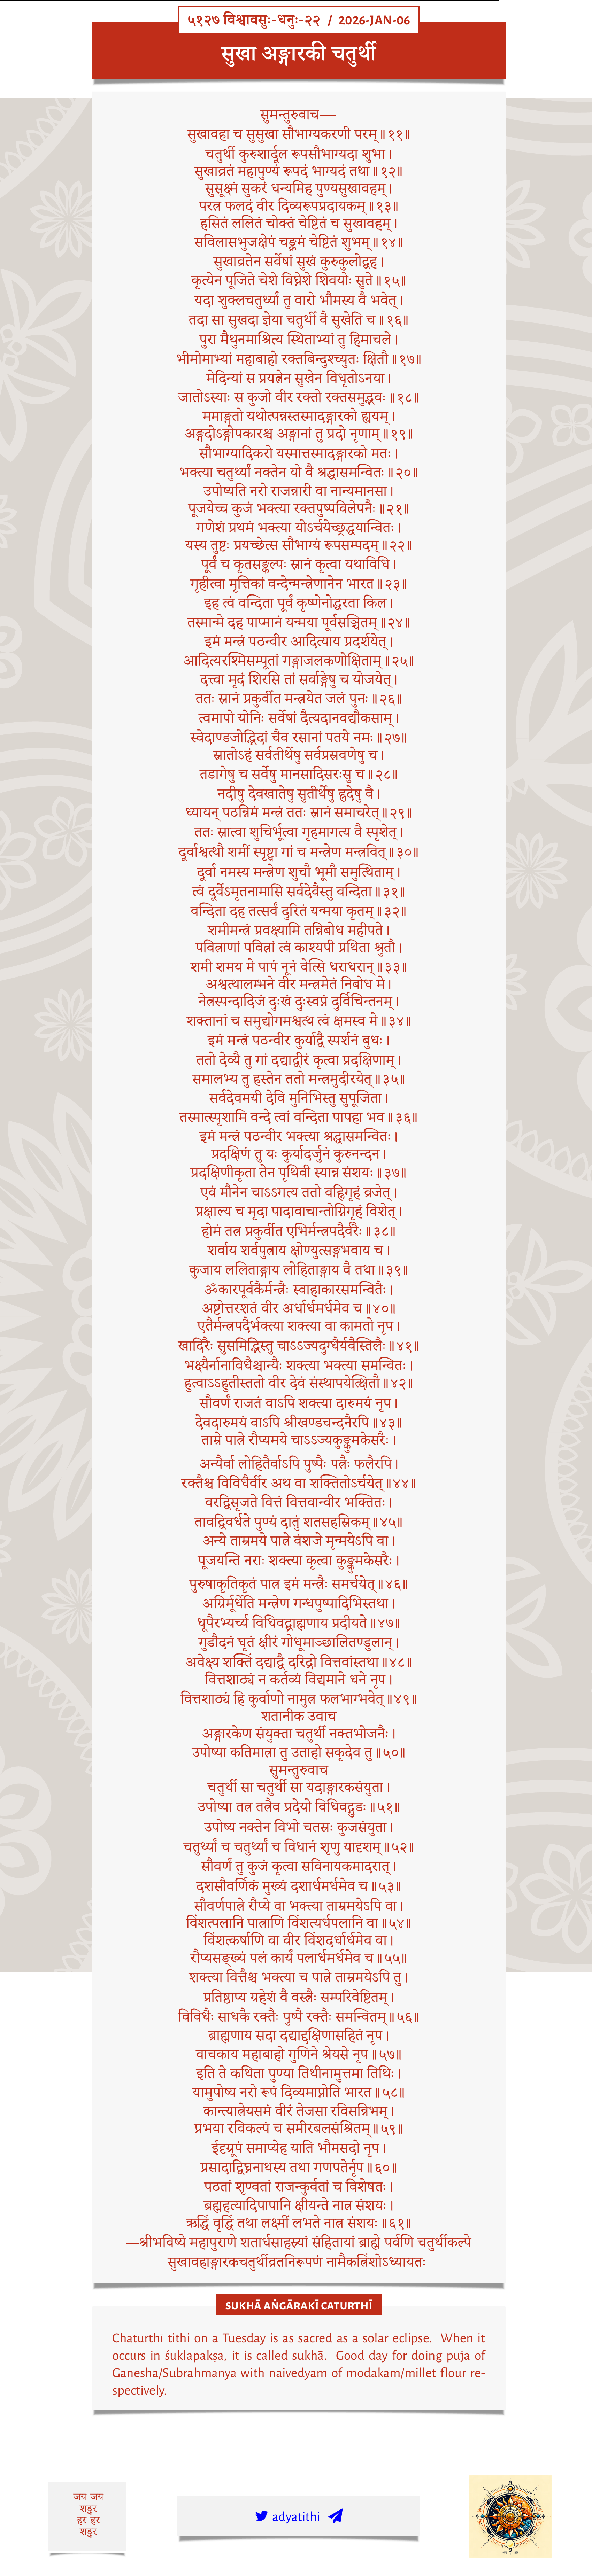 ५१२७ विश्वावसुः-धनुः-२२ / 2026-JAN-06
सुखा अङ्गारकी चतुर्थी
सुमन्तुरुवाच—
सुखावहा च सुसुखा सौभाग्यकरणी परम्॥११॥
चतुर्थी कुरुशार्दूल रूपसौभाग्यदा शुभा।
सुखाव्रतं महापुण्यं रूपदं भाग्यदं तथा॥१२॥
सुसूक्ष्मं सुकरं धन्यमिह पुण्यसुखावहम्।
परत्र फलदं वीर दिव्यरूपप्रदायकम्॥१३॥
हसितं ललितं चोक्तं चेष्टितं च सुखावहम्।
सविलासभुजक्षेपं चङ्क्रमं चेष्टितं शुभम्॥१४॥
सुखाव्रतेन सर्वेषां सुखं कुरुकुलोद्वह।
कृत्येन पूजिते चेशे विघ्नेशे शिवयोः सुते॥१५॥
यदा शुक्लचतुर्थ्यां तु वारो भौमस्य वै भवेत्।
तदा सा सुखदा ज्ञेया चतुर्थी वै सुखेति च॥१६॥
पुरा मैथुनमाश्रित्य स्थिताभ्यां तु हिमाचले।
भीमोमाभ्यां महाबाहो रक्तबिन्दुश्च्युतः क्षितौ॥१७॥
मेदिन्यां स प्रयत्नेन सुखेन विधृतोऽनया।
जातोऽस्याः स कुजो वीर रक्तो रक्तसमुद्भवः॥१८॥
ममाङ्गतो यथोत्पन्नस्तस्मादङ्गारको ह्ययम्।
अङ्गदोऽङ्गोपकारश्च अङ्गानां तु प्रदो नृणाम्॥१९॥
सौभाग्यादिकरो यस्मात्तस्मादङ्गारको मतः।
भक्त्या चतुर्थ्यां नक्तेन यो वै श्रद्धासमन्वितः॥२०॥
उपोष्यति नरो राजन्नारी वा नान्यमानसा।
पूजयेच्च कुजं भक्त्या रक्तपुष्पविलेपनैः॥२१॥
गणेशं प्रथमं भक्त्या योऽर्चयेच्छ्रद्धयान्वितः।
यस्य तुष्टः प्रयच्छेत्स सौभाग्यं रूपसम्पदम्॥२२॥
पूर्वं च कृतसङ्कल्पः स्नानं कृत्वा यथाविधि।
गृहीत्वा मृत्तिकां वन्देन्मन्त्रेणानेन भारत॥२३॥
इह त्वं वन्दिता पूर्वं कृष्णेनोद्धरता किल।
तस्मान्मे दह पाप्मानं यन्मया पूर्वसञ्चितम्॥२४॥
इमं मन्त्रं पठन्वीर आदित्याय प्रदर्शयेत्।
आदित्यरश्मिसम्पूतां गङ्गाजलकणोक्षिताम्॥२५॥
दत्त्वा मृदं शिरसि तां सर्वाङ्गेषु च योजयेत्।
ततः स्नानं प्रकुर्वीत मन्त्रयेत जलं पुनः॥२६॥
त्वमापो योनिः सर्वेषां दैत्यदानवद्यौकसाम्।
स्वेदाण्डजोद्भिदां चैव रसानां पतये नमः॥२७॥
स्नातोऽहं सर्वतीर्थेषु सर्वप्रस्रवणेषु च।
तडागेषु च सर्वेषु मानसादिसरःसु च॥२८॥
नदीषु देवखातेषु सुतीर्थेषु ह्रदेषु वै।
ध्यायन् पठन्निमं मन्त्रं ततः स्नानं समाचरेत्॥२९॥
ततः स्नात्वा शुचिर्भूत्वा गृहमागत्य वै स्पृशेत्।
दूर्वाश्वत्थौ शमीं स्पृष्ट्वा गां च मन्त्रेण मन्त्रवित्॥३०॥
दूर्वा नमस्य मन्त्रेण शुचौ भूमौ समुत्थिताम्।
त्वं दूर्वेऽमृतनामासि सर्वदेवैस्तु वन्दिता॥३१॥
वन्दिता दह तत्सर्वं दुरितं यन्मया कृतम्॥३२॥
शमीमन्त्रं प्रवक्ष्यामि तन्निबोध महीपते।
पवित्राणां पवित्रां त्वं काश्यपी प्रथिता श्रुतौ।
शमी शमय मे पापं नूनं वेत्सि धराधरान्॥३३॥
अश्वत्थालम्भने वीर मन्त्रमेतं निबोध मे।
नेत्रस्पन्दादिजं दुःखं दुःस्वप्नं दुर्विचिन्तनम्।
शक्तानां च समुद्योगमश्वत्थ त्वं क्षमस्व मे॥३४॥
इमं मन्त्रं पठन्वीर कुर्याद्वै स्पर्शनं बुधः।
ततो देव्यै तु गां दद्याद्वीरं कृत्वा प्रदक्षिणाम्।
समालभ्य तु हस्तेन ततो मन्त्रमुदीरयेत्॥३५॥
सर्वदेवमयी देवि मुनिभिस्तु सुपूजिता।
तस्मात्स्पृशामि वन्दे त्वां वन्दिता पापहा भव॥३६॥
इमं मन्त्रं पठन्वीर भक्त्या श्रद्धासमन्वितः।
प्रदक्षिणं तु यः कुर्यादर्जुनं कुरुनन्दन।
प्रदक्षिणीकृता तेन पृथिवी स्यान्न संशयः॥३७॥
एवं मौनेन चाऽऽगत्य ततो वह्निगृहं व्रजेत्।
प्रक्षाल्य च मृदा पादावाचान्तोग्निगृहं विशेत्।
होमं तत्र प्रकुर्वीत एभिर्मन्त्रपदैर्वरैः॥३८॥
शर्वाय शर्वपुत्राय क्षोण्युत्सङ्गभवाय च।
कुजाय ललिताङ्गाय लोहिताङ्गाय वै तथा॥३९॥
ॐकारपूर्वकैर्मन्त्रैः स्वाहाकारसमन्वितैः।
अष्टोत्तरशतं वीर अर्धार्धमर्धमेव च॥४०॥
एतैर्मन्त्रपदैर्भक्त्या शक्त्या वा कामतो नृप।
खादिरैः सुसमिद्भिस्तु चाऽऽज्यदुग्धैर्यवैस्तिलैः॥४१॥
भक्ष्यैर्नानाविधैश्चान्यैः शक्त्या भक्त्या समन्वितः।
हुत्वाऽऽहुतीस्ततो वीर देवं संस्थापयेत्क्षितौ॥४२॥
सौवर्णं राजतं वाऽपि शक्त्या दारुमयं नृप।
देवदारुमयं वाऽपि श्रीखण्डचन्दनैरपि॥४३॥
ताम्रे पात्रे रौप्यमये चाऽऽज्यकुङ्कुमकेसरैः।
अन्यैर्वा लोहितैर्वाऽपि पुष्पैः पत्रैः फलैरपि।
रक्तैश्च विविधैर्वीर अथ वा शक्तितोऽर्चयेत्॥४४॥
वरद्विसृजते वित्तं वित्तवान्वीर भक्तितः।
तावद्विवर्धते पुण्यं दातुं शतसहस्रिकम्॥४५॥
अन्ये ताम्रमये पात्रे वंशजे मृन्मयेऽपि वा।
पूजयन्ति नराः शक्त्या कृत्वा कुङ्कुमकेसरैः।
पुरुषाकृतिकृतं पात्र इमं मन्त्रैः समर्चयेत्॥४६॥
अग्निर्मूर्धेति मन्त्रेण गन्धपुष्पादिभिस्तथा।
धूपैरभ्यर्च्य विधिवद्ब्राह्मणाय प्रदीयते॥४७॥
गुडौदनं घृतं क्षीरं गोधूमाञ्छालितण्डुलान्।
अवेक्ष्य शक्तिं दद्याद्वै दरिद्रो वित्तवांस्तथा॥४८॥
वित्तशाठ्यं न कर्तव्यं विद्यमाने धने नृप।
वित्तशाठ्यं हि कुर्वाणो नामुत्र फलभाग्भवेत्॥४९॥
शतानीक उवाच
अङ्गारकेण संयुक्ता चतुर्थी नक्तभोजनैः।
उपोष्या कतिमात्रा तु उताहो सकृदेव तु॥५०॥
सुमन्तुरुवाच
चतुर्थी सा चतुर्थी सा यदाङ्गारकसंयुता।
उपोष्या तत्र तत्रैव प्रदेयो विधिवद्गुडः॥५१॥
उपोष्य नक्तेन विभो चतस्रः कुजसंयुता।
चतुर्थ्यां च चतुर्थ्यां च विधानं शृणु यादृशम्॥५२॥
सौवर्णं तु कुजं कृत्वा सविनायकमादरात्।
दशसौवर्णिकं मुख्यं दशार्धमर्धमेव च॥५३॥
सौवर्णपात्रे रौप्ये वा भक्त्या ताम्रमयेऽपि वा।
विंशत्पलानि पात्राणि विंशत्यर्धपलानि वा॥५४॥
विंशत्कर्षाणि वा वीर विंशदर्धार्धमेव वा।
रौप्यसङ्ख्यं पलं कार्यं पलार्धमर्धमेव च॥५५॥
शक्त्या वित्तैश्च भक्त्या च पात्रे ताम्रमयेऽपि तु।
प्रतिष्ठाप्य ग्रहेशं वै वस्त्रैः सम्परिवेष्टितम्।
विविधैः साधकै रक्तैः पुष्पै रक्तैः समन्वितम्॥५६॥
ब्राह्मणाय सदा दद्याद्दक्षिणासहितं नृप।
वाचकाय महाबाहो गुणिने श्रेयसे नृप॥५७॥
इति ते कथिता पुण्या तिथीनामुत्तमा तिथिः।
यामुपोष्य नरो रूपं दिव्यमाप्नोति भारत॥५८॥
कान्त्यात्रेयसमं वीरं तेजसा रविसन्निभम्।
प्रभया रविकल्पं च समीरबलसंश्रितम्॥५९॥
ईदृग्रूपं समाप्येह याति भौमसदो नृप।
प्रसादाद्विघ्ननाथस्य तथा गणपतेर्नृप॥६०॥
पठतां शृण्वतां राजन्कुर्वतां च विशेषतः।
ब्रह्महत्यादिपापानि क्षीयन्ते नात्र संशयः।
ऋद्धिं वृद्धिं तथा लक्ष्मीं लभते नात्र संशयः॥६१॥
—श्रीभविष्ये महापुराणे शतार्धसाहस्र्यां संहितायां ब्राह्मे पर्वणि चतुर्थीकल्पे
सुखावहाङ्गारकचतुर्थीव्रतनिरूपणं नामैकत्रिंशोऽध्यायतः
SUKHĀ AṄGĀRAKĪ CATURTHĪ
Chaturthī tithi on a Tuesday is as sacred as a solar eclipse. When it
occurs in śuklapakṣa, it is called sukhā. Good day for doing puja of
Ganesha/Subrahmanya with naivedyam of modakam/millet flour re-
spectively.
जय जय
शङ्कर
हर हर
शङ्कर
adyatithi